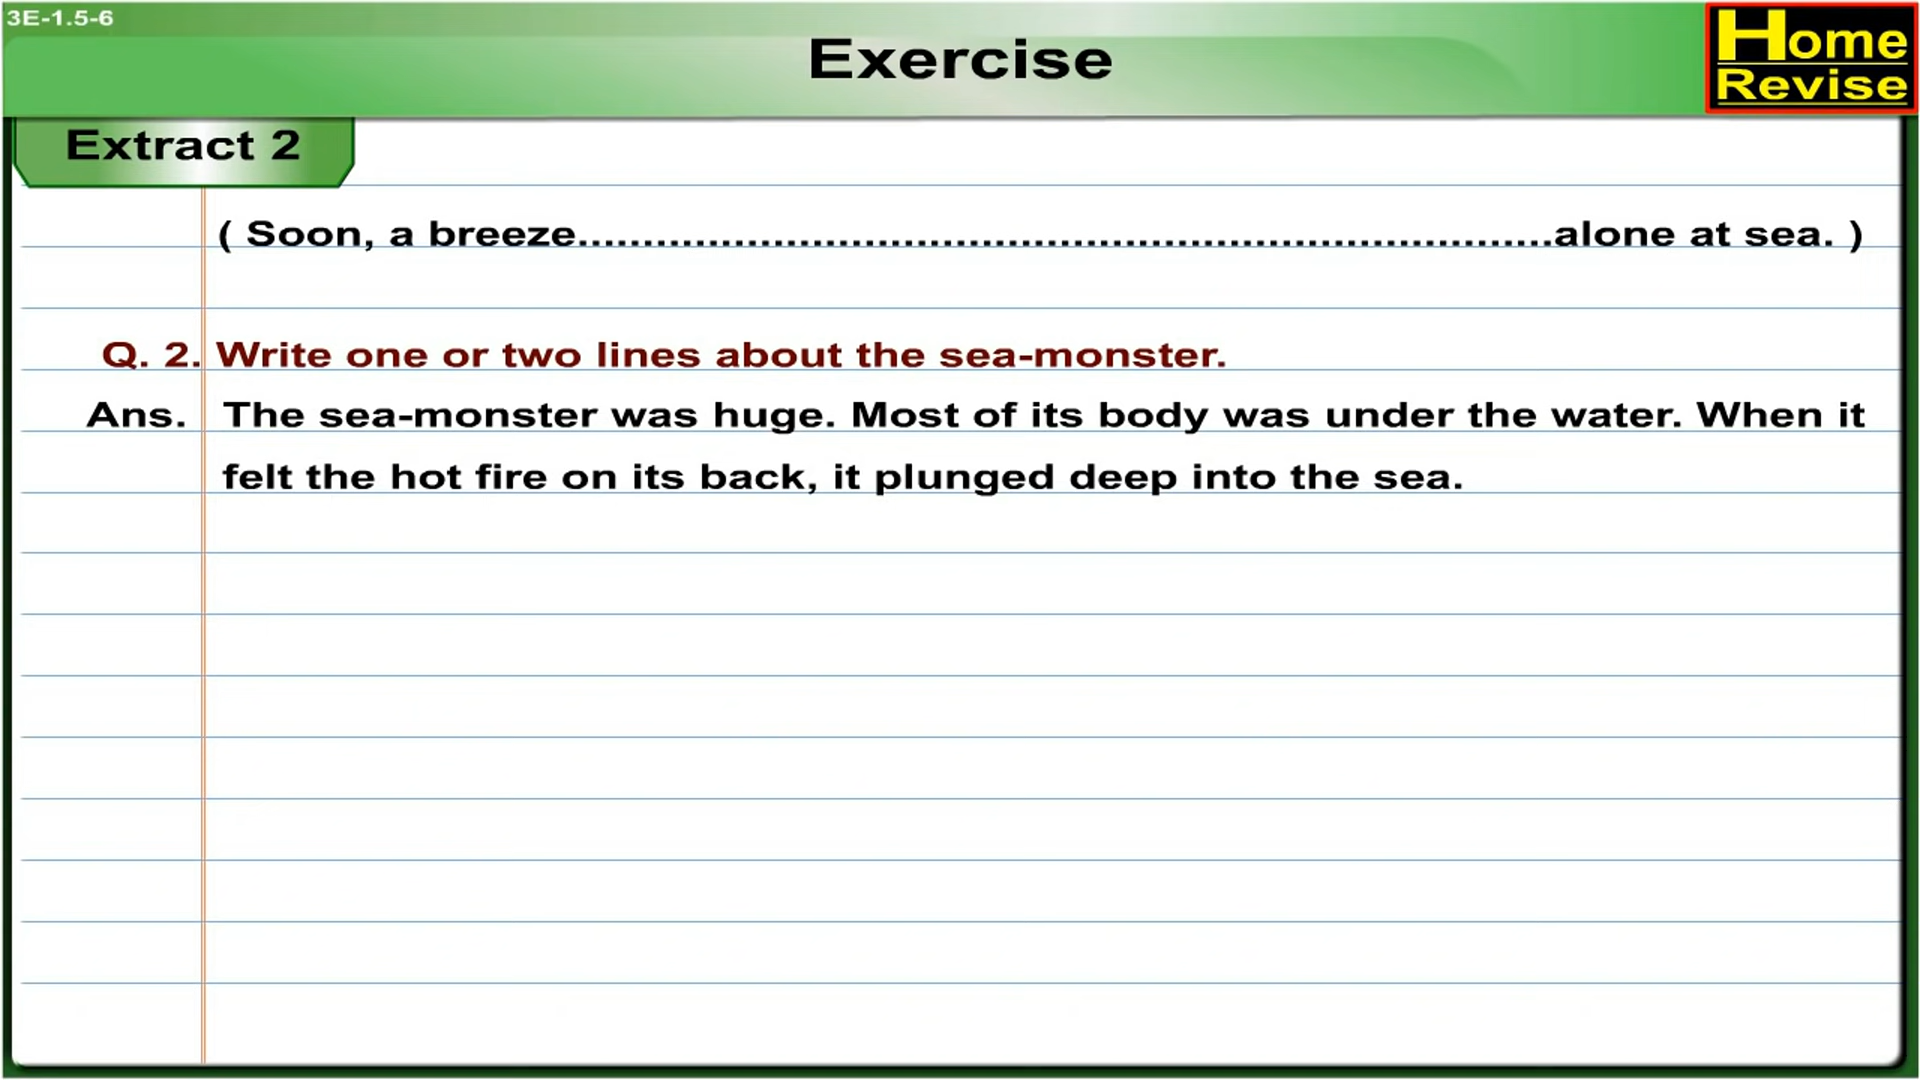 3E-1.5-6
Exercise
Home
Revise
Extract 2
( Soon, a breeze...........................................................................alone at sea. )
Q. 2. Write one or two lines about the sea-monster.
Ans. The sea-monster was huge. Most of its body was under the water. When it
felt the hot fire on its back, it plunged deep into the sea.